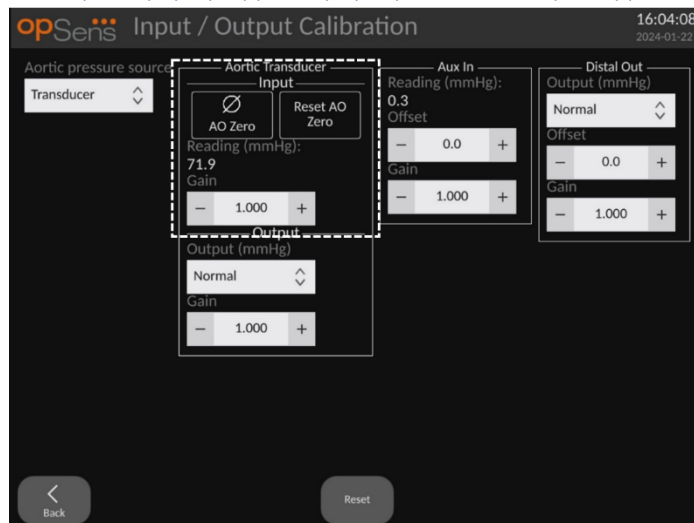 opSens Input / Output Calibration
16:04:08
2024-01-22
Aortic pressure source
Transducer
Aortic Transducer
Input
AO Zero
Reset AO
Zero
Reading (mmHg):
71.9
Gain
− 1.000 +
Output
Output (mmHg)
Normal
Gain
− 1.000 +
Aux In
Reading (mmHg):
0.3
Offset
− 0.0 +
Gain
− 1.000 +
Distal Out
Output (mmHg)
Normal
Offset
− 0.0 +
Gain
− 1.000 +
Back
Reset